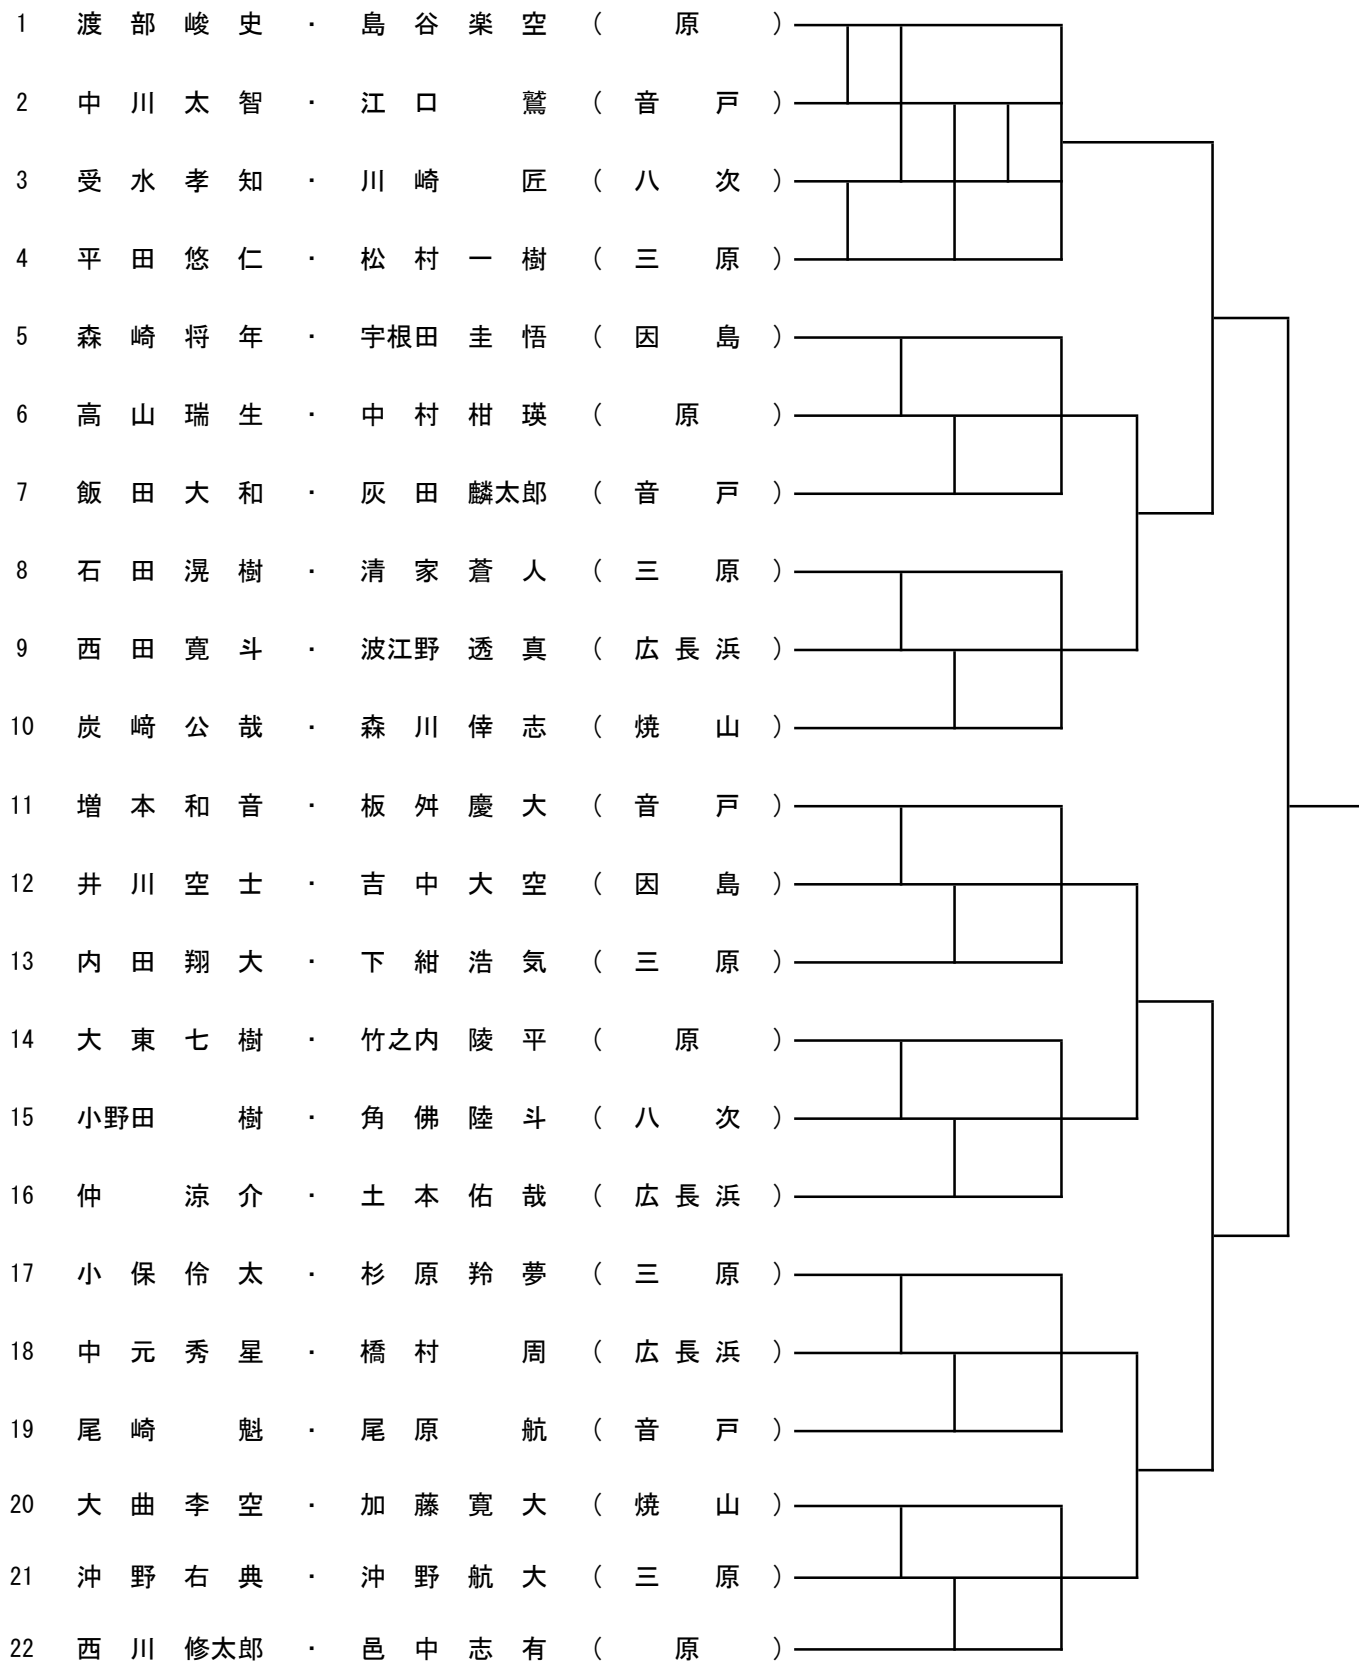 1 渡部峻史 · 島谷楽空 ( 原 )
2 中川太智 · 江口 鷲 ( 音戸 )
3 受水孝知 · 川崎 匠 ( 八次 )
4 平田悠仁 · 松村一樹 ( 三原 )
5 森崎将年 · 宇根田圭悟 ( 因島 )
6 高山瑞生 · 中村柑瑛 ( 原 )
7 飯田大和 · 灰田麟太郎 ( 音戸 )
8 石田滉樹 · 清家蒼人 ( 三原 )
9 西田寛斗 · 波江野透真 ( 広長浜 )
10 炭﨑公哉 · 森川倖志 ( 焼山 )
11 増本和音 · 板舛慶大 ( 音戸 )
12 井川空士 · 吉中大空 ( 因島 )
13 内田翔大 · 下紺浩気 ( 三原 )
14 大東七樹 · 竹之内陵平 ( 原 )
15 小野田 樹 · 角佛陸斗 ( 八次 )
16 仲 涼介 · 土本佑哉 ( 広長浜 )
17 小保伶太 · 杉原羚夢 ( 三原 )
18 中元秀星 · 橋村 周 ( 広長浜 )
19 尾崎 魁 · 尾原 航 ( 音戸 )
20 大曲李空 · 加藤寛大 ( 焼山 )
21 沖野右典 · 沖野航大 ( 三原 )
22 西川修太郎 · 邑中志有 ( 原 )